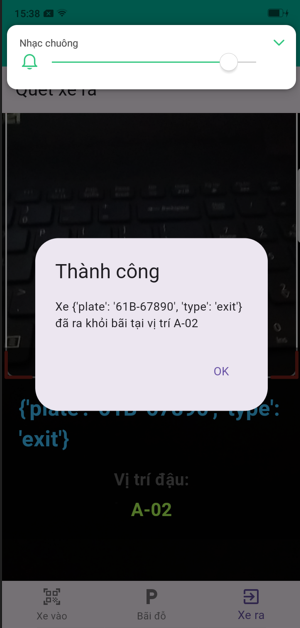 15:38
Nhạc chuông
Quét xe ra
Thành công
Xe {'plate': '61B-67890', 'type': 'exit'}
đã ra khỏi bãi tại vị trí A-02
OK
{'plate': '61B-67890', 'type':
'exit'}
Vị trí đậu:
A-02
Xe vào
Bãi đỗ
Xe ra